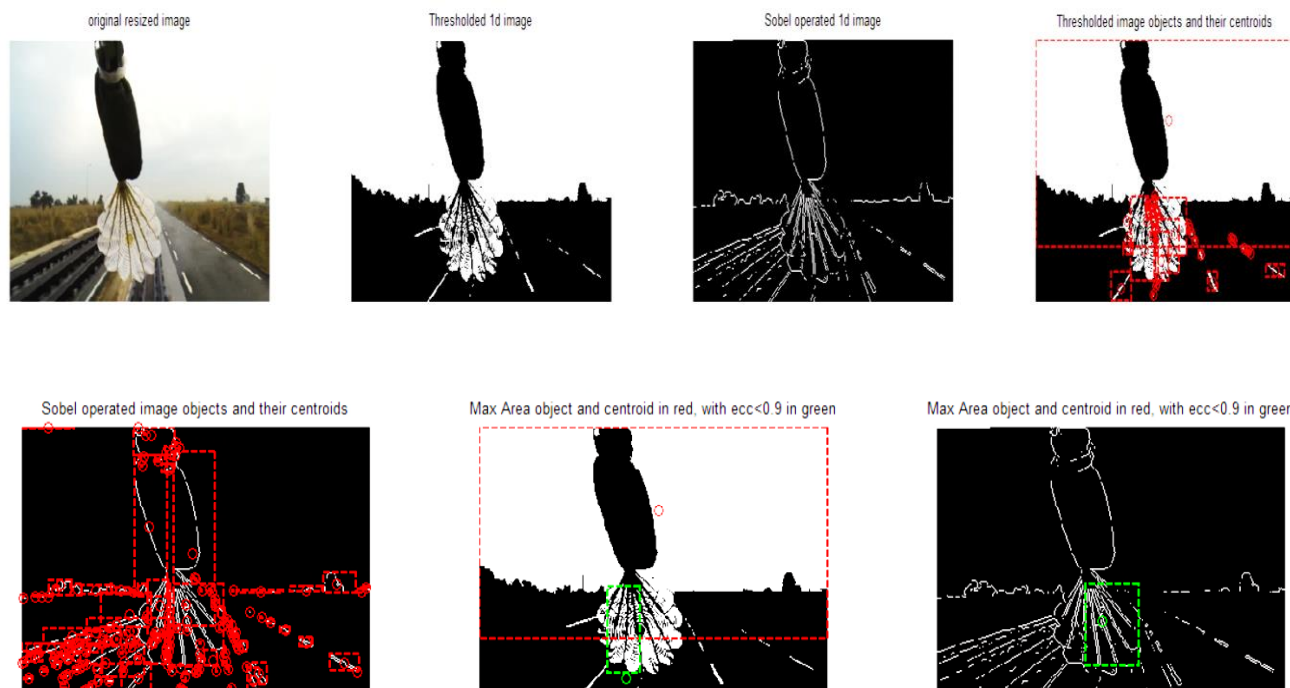 original resized image
Thresholded 1d image
Sobel operated 1d image
Thresholded image objects and their centroids
Sobel operated image objects and their centroids
Max Area object and centroid in red, with ecc<0.9 in green
Max Area object and centroid in red, with ecc<0.9 in green